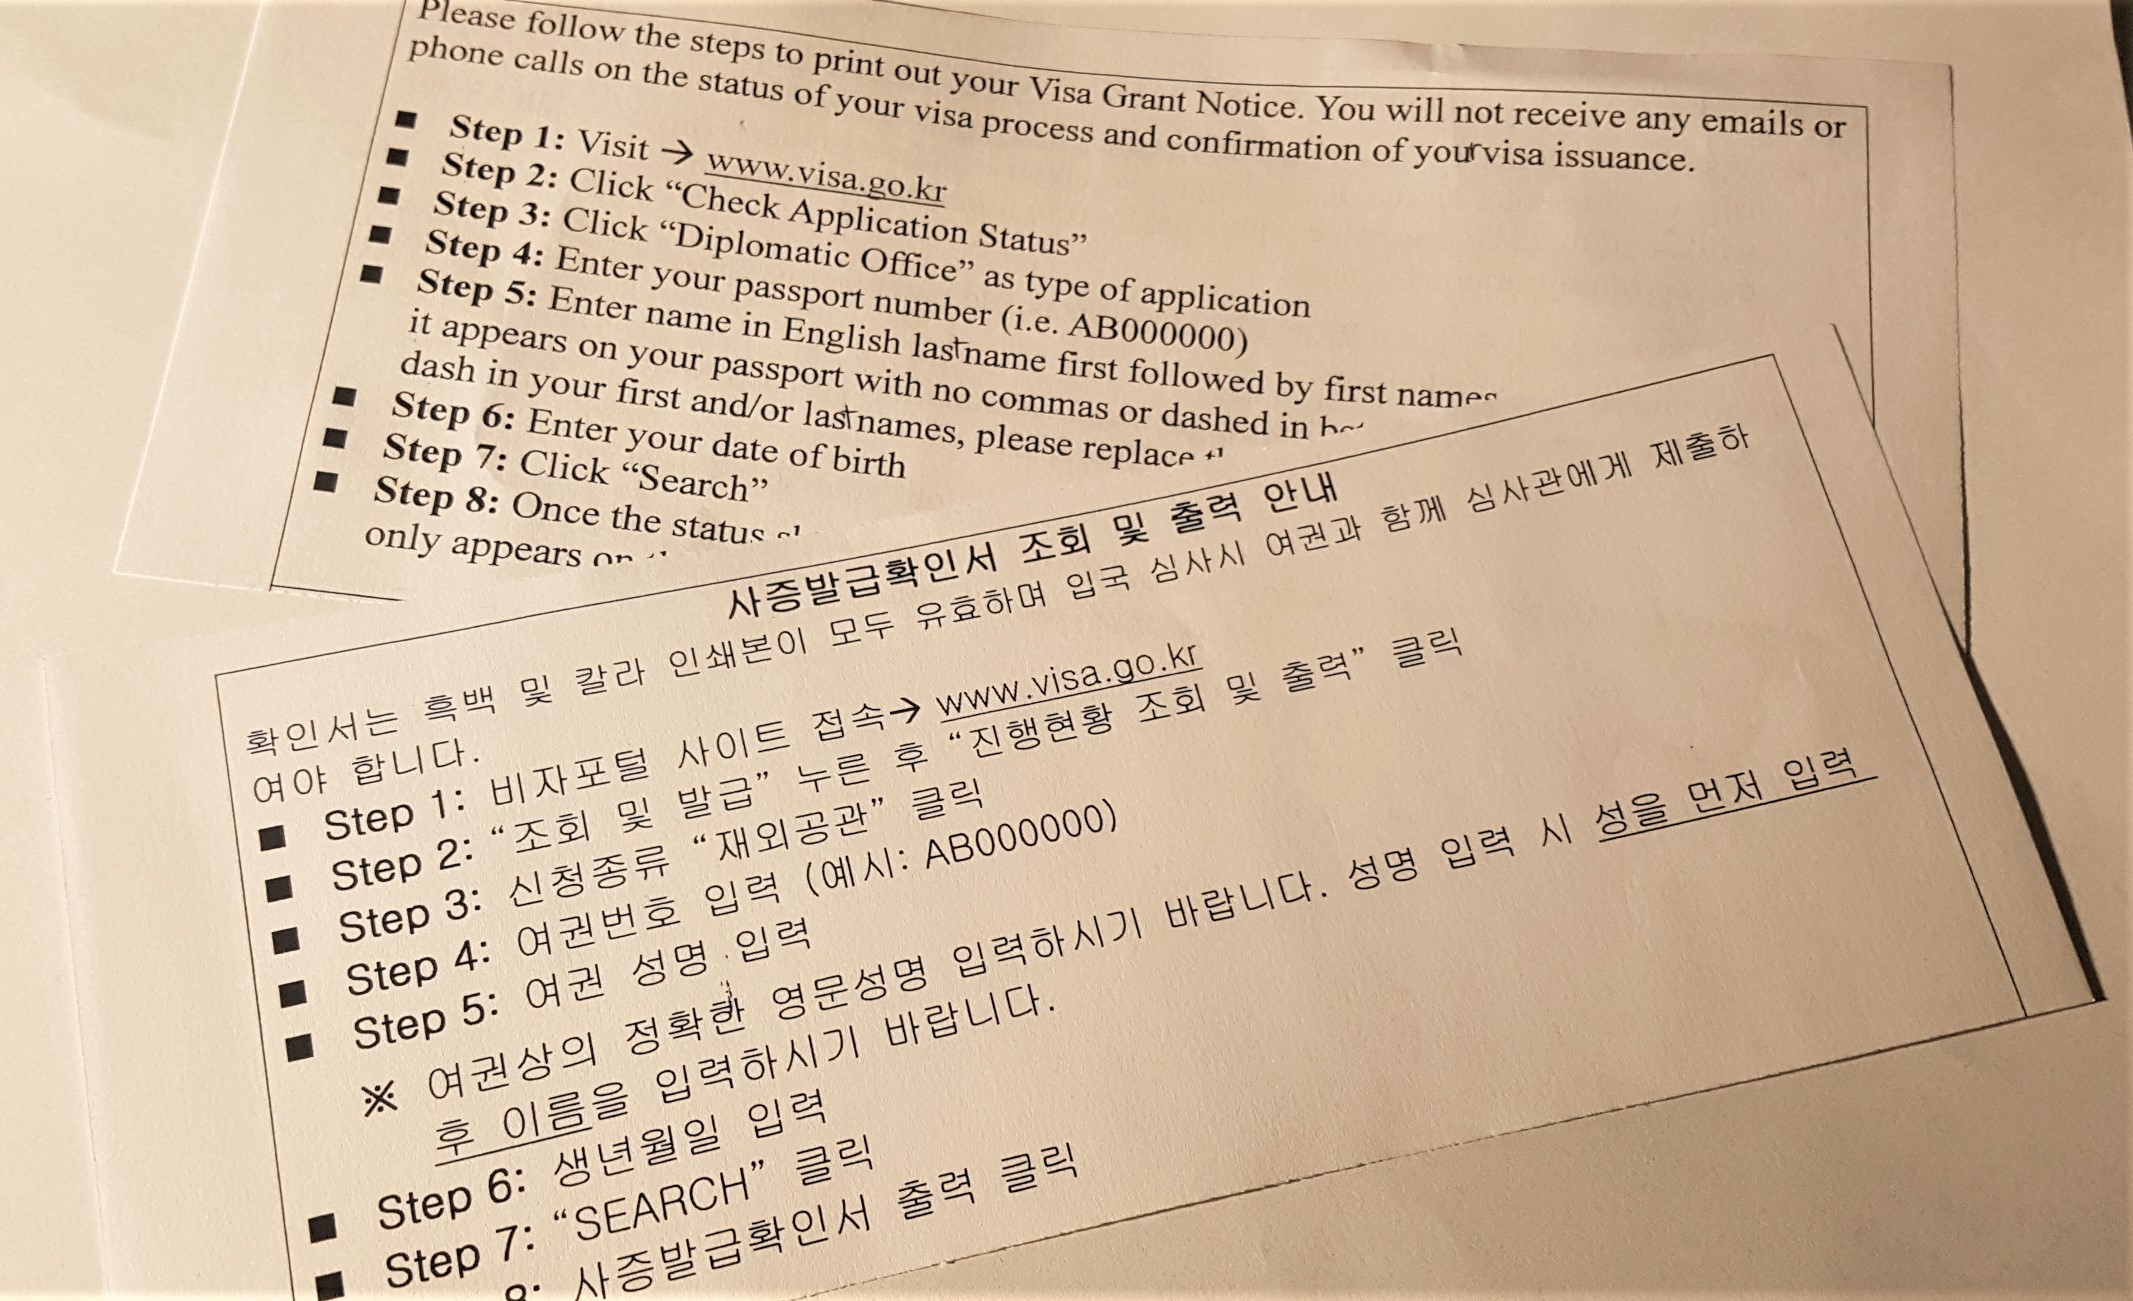 Please follow the steps to print out your Visa Grant Notice. You will not receive any emails or
phone calls on the status of your visa process and confirmation of your visa issuance.
■ Step 1: Visit → www.visa.go.kr
■ Step 2: Click “Check Application Status”
■ Step 3: Click “Diplomatic Office” as type of application
■ Step 4: Enter your passport number (i.e. AB000000)
■ Step 5: Enter name in English last name first followed by first names
it appears on your passport with no commas or dashed in
dash in your first and/or last names, please replace
■ Step 6: Enter your date of birth
■ Step 7: Click “Search”
■ Step 8: Once the status
only appears on
사증발급확인서 조회 및 출력 안내
확인서는 흑백 및 칼라 인쇄본이 모두 유효하며 입국 심사시 여권과 함께 심사관에게 제출하
여야 합니다.
■ Step 1: 비자포털 사이트 접속→ www.visa.go.kr
■ Step 2: “조회 및 발급” 누른 후 “진행현황 조회 및 출력” 클릭
■ Step 3: 신청종류 “재외공관” 클릭
■ Step 4: 여권번호 입력 (예시: AB000000)
■ Step 5: 여권 성명 입력
※ 여권상의 정확한 영문성명 입력하시기 바랍니다. 성명 입력 시 성을 먼저 입력
후 이름을 입력하시기 바랍니다.
■ Step 6: 생년월일 입력
■ Step 7: “SEARCH” 클릭
8: 사증발급확인서 출력 클릭